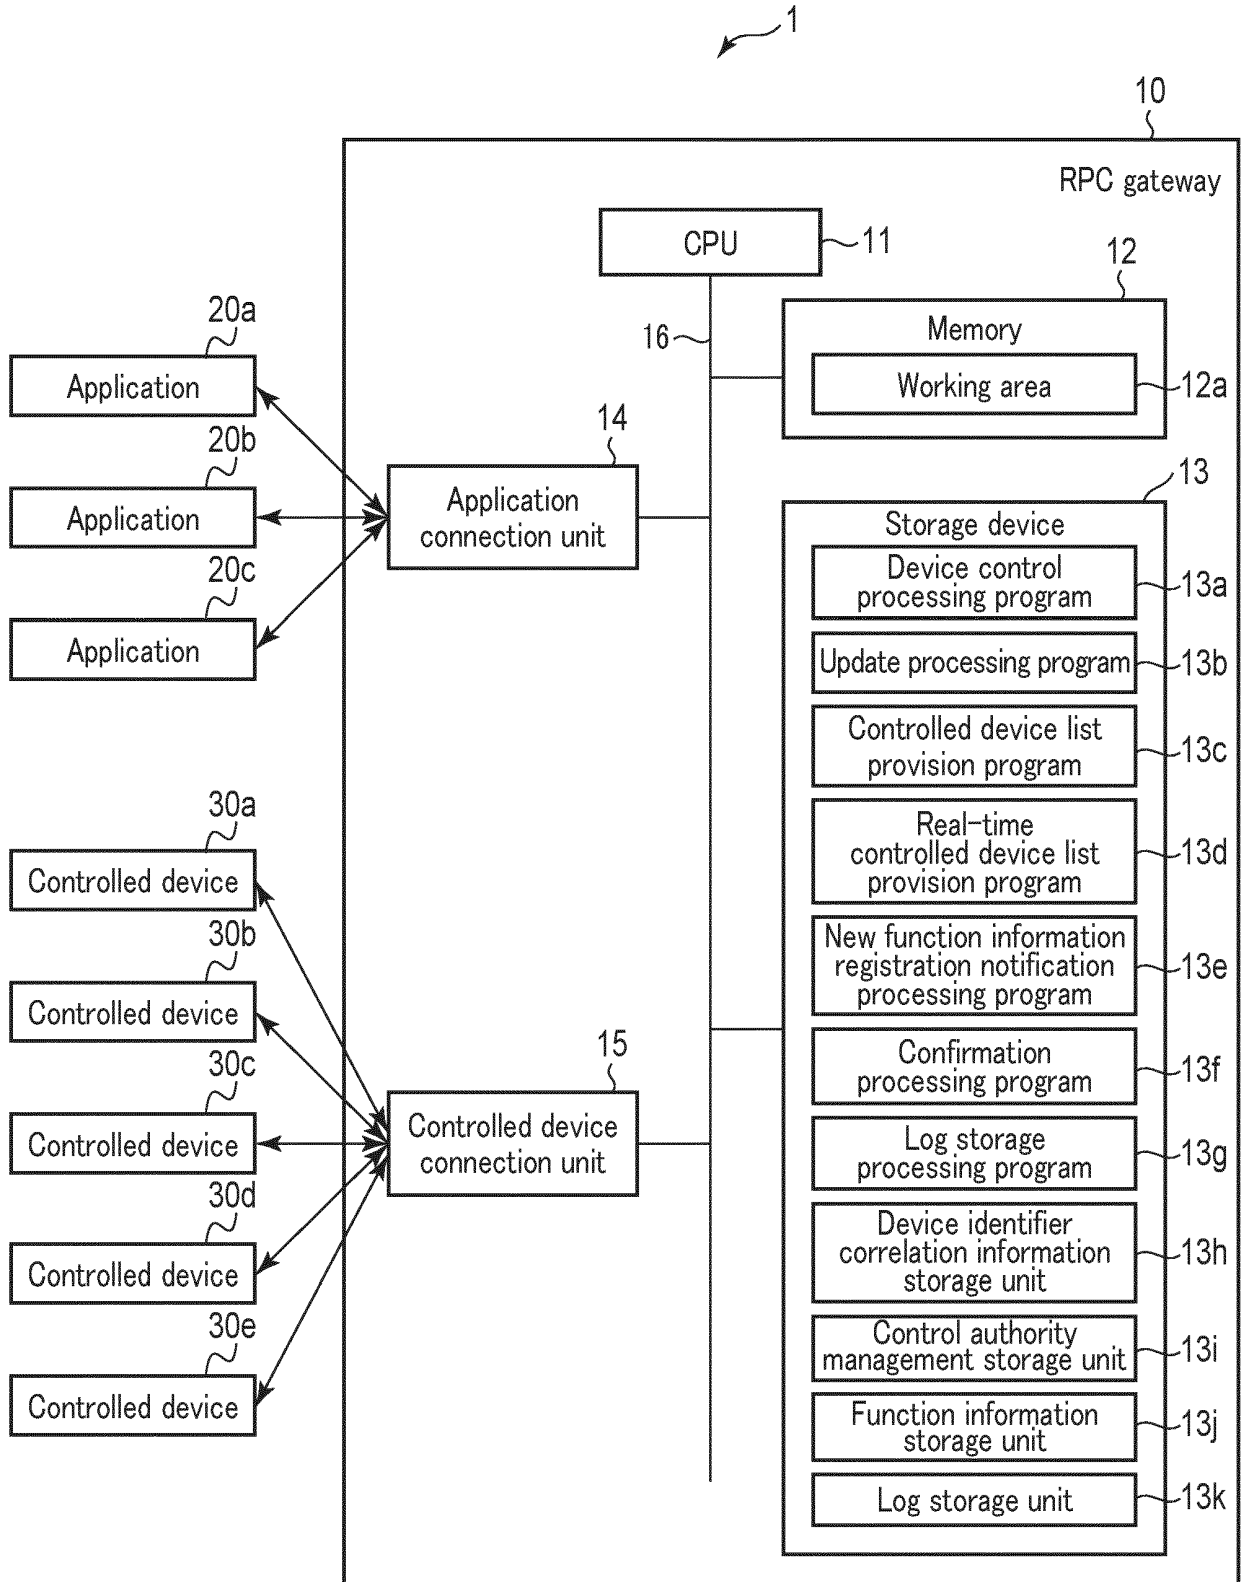 1
10
RPC gateway
CPU
11
12
16
Memory
Working area
12a
20a
Application
20b
Application
20c
Application
14
Application
connection unit
13
Storage device
Device control
processing program
13a
Update processing program
13b
Controlled device list
provision program
13c
Real-time
controlled device list
provision program
13d
New function information
registration notification
processing program
13e
Confirmation
processing program
13f
Log storage
processing program
13g
Device identifier
correlation information
storage unit
13h
Control authority
management storage unit
13i
Function information
storage unit
13j
Log storage unit
13k
30a
Controlled device
30b
Controlled device
30c
Controlled device
30d
Controlled device
30e
Controlled device
15
Controlled device
connection unit